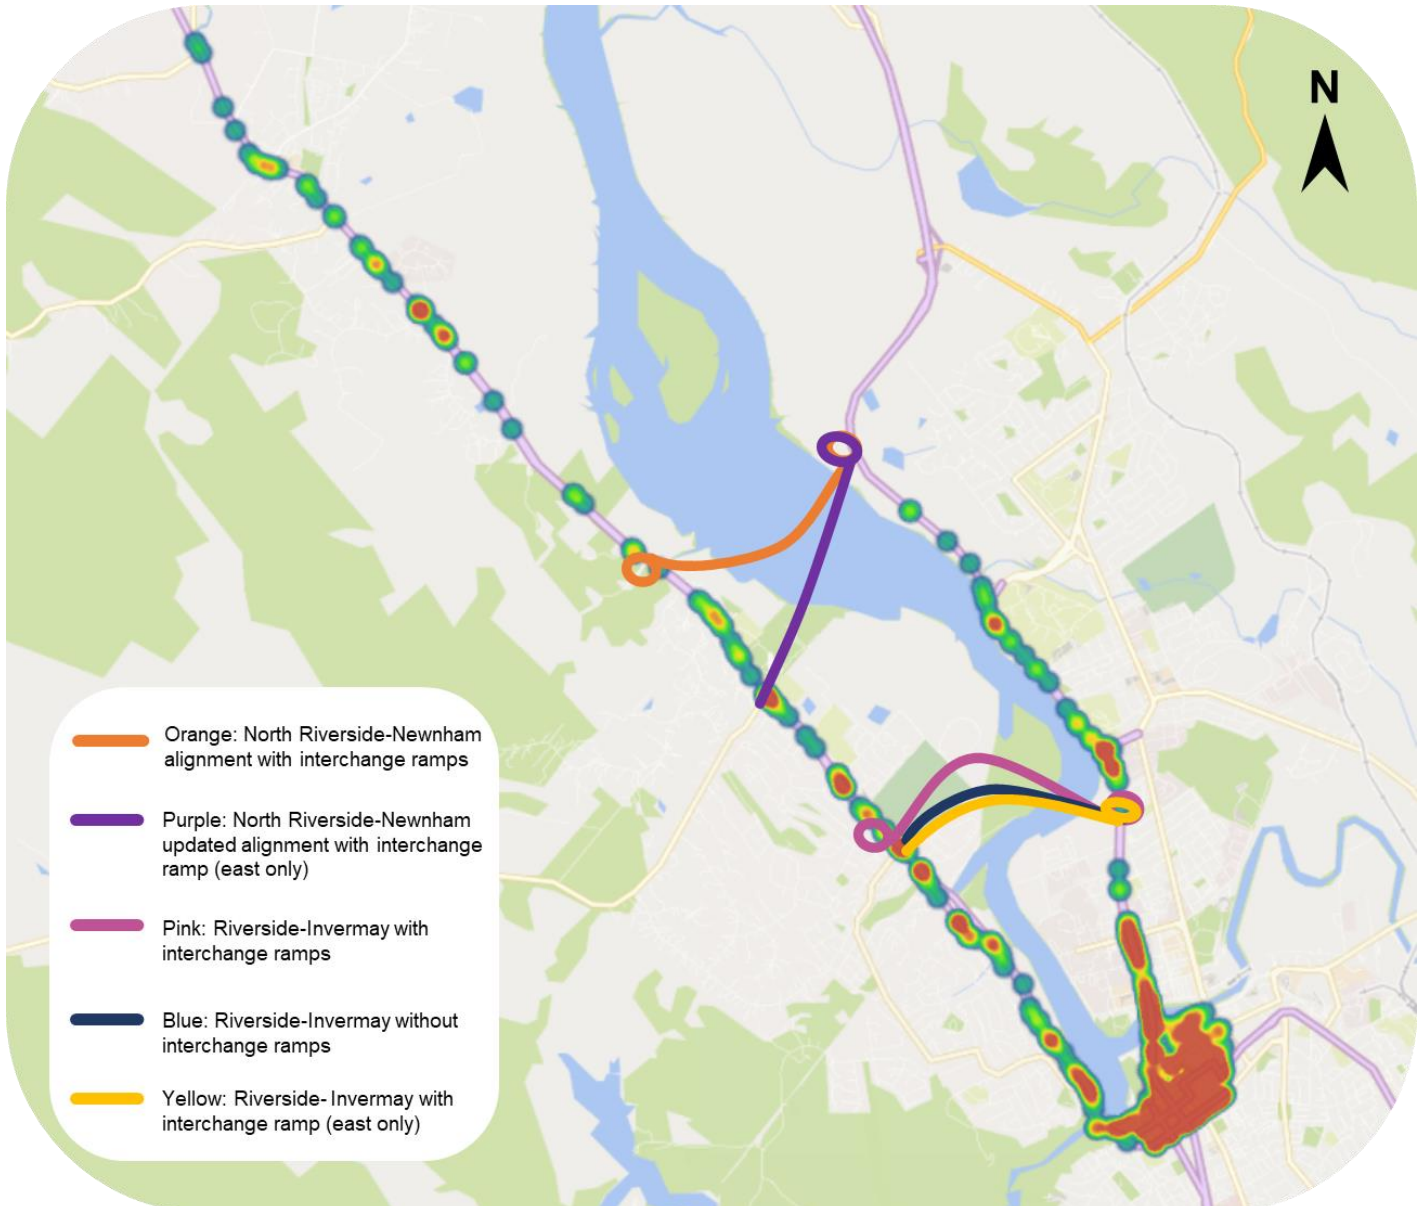 N
Orange: North Riverside-Newnham
alignment with interchange ramps
Purple: North Riverside-Newnham
updated alignment with interchange
ramp (east only)
Pink: Riverside-Invermay with
interchange ramps
Blue: Riverside-Invermay without
interchange ramps
Yellow: Riverside- Invermay with
interchange ramp (east only)